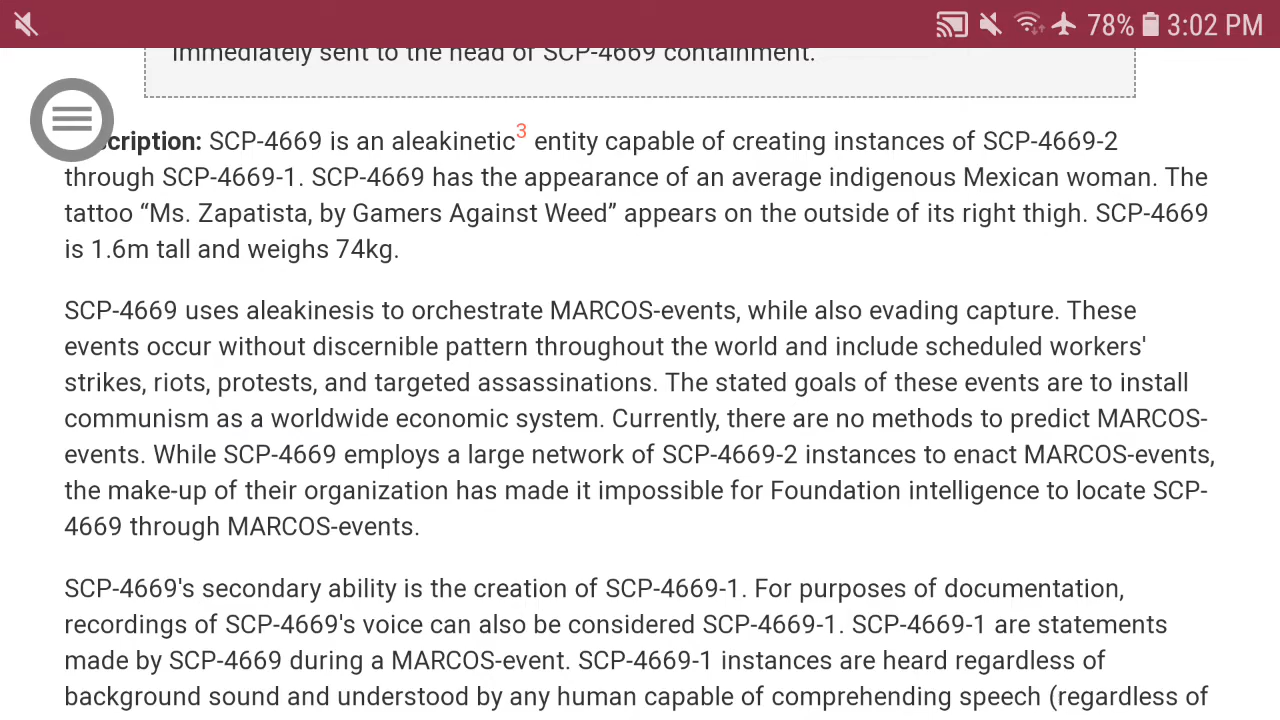 78% 3:02 PM
immediately sent to the head of SCP-4669 containment.
cription: SCP-4669 is an aleakinetic3 entity capable of creating instances of SCP-4669-2
through SCP-4669-1. SCP-4669 has the appearance of an average indigenous Mexican woman. The
tattoo “Ms. Zapatista, by Gamers Against Weed” appears on the outside of its right thigh. SCP-4669
is 1.6m tall and weighs 74kg.
SCP-4669 uses aleakinesis to orchestrate MARCOS-events, while also evading capture. These
events occur without discernible pattern throughout the world and include scheduled workers'
strikes, riots, protests, and targeted assassinations. The stated goals of these events are to install
communism as a worldwide economic system. Currently, there are no methods to predict MARCOS-
events. While SCP-4669 employs a large network of SCP-4669-2 instances to enact MARCOS-events,
the make-up of their organization has made it impossible for Foundation intelligence to locate SCP-
4669 through MARCOS-events.
SCP-4669's secondary ability is the creation of SCP-4669-1. For purposes of documentation,
recordings of SCP-4669's voice can also be considered SCP-4669-1. SCP-4669-1 are statements
made by SCP-4669 during a MARCOS-event. SCP-4669-1 instances are heard regardless of
background sound and understood by any human capable of comprehending speech (regardless of